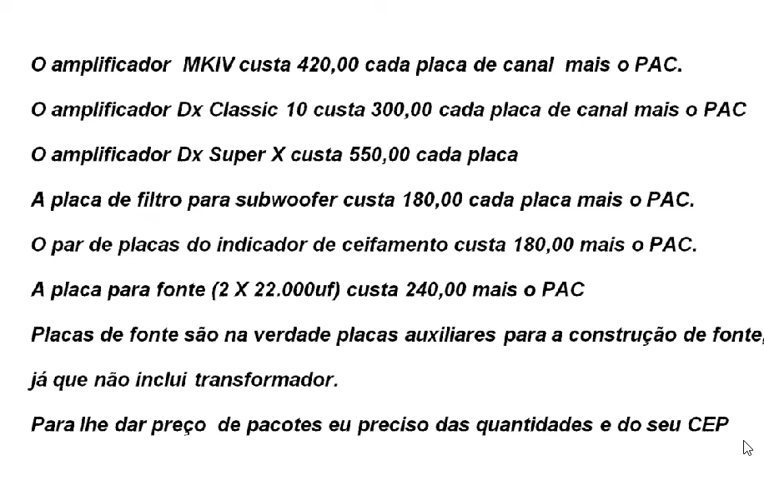 O amplificador MKIV custa 420,00 cada placa de canal mais o PAC.
O amplificador Dx Classic 10 custa 300,00 cada placa de canal mais o PAC
O amplificador Dx Super X custa 550,00 cada placa
A placa de filtro para subwoofer custa 180,00 cada placa mais o PAC.
O par de placas do indicador de ceifamento custa 180,00 mais o PAC.
A placa para fonte (2 X 22.000uf) custa 240,00 mais o PAC
Placas de fonte são na verdade placas auxiliares para a construção de fonte,
já que não inclui transformador.
Para lhe dar preço de pacotes eu preciso das quantidades e do seu CEP